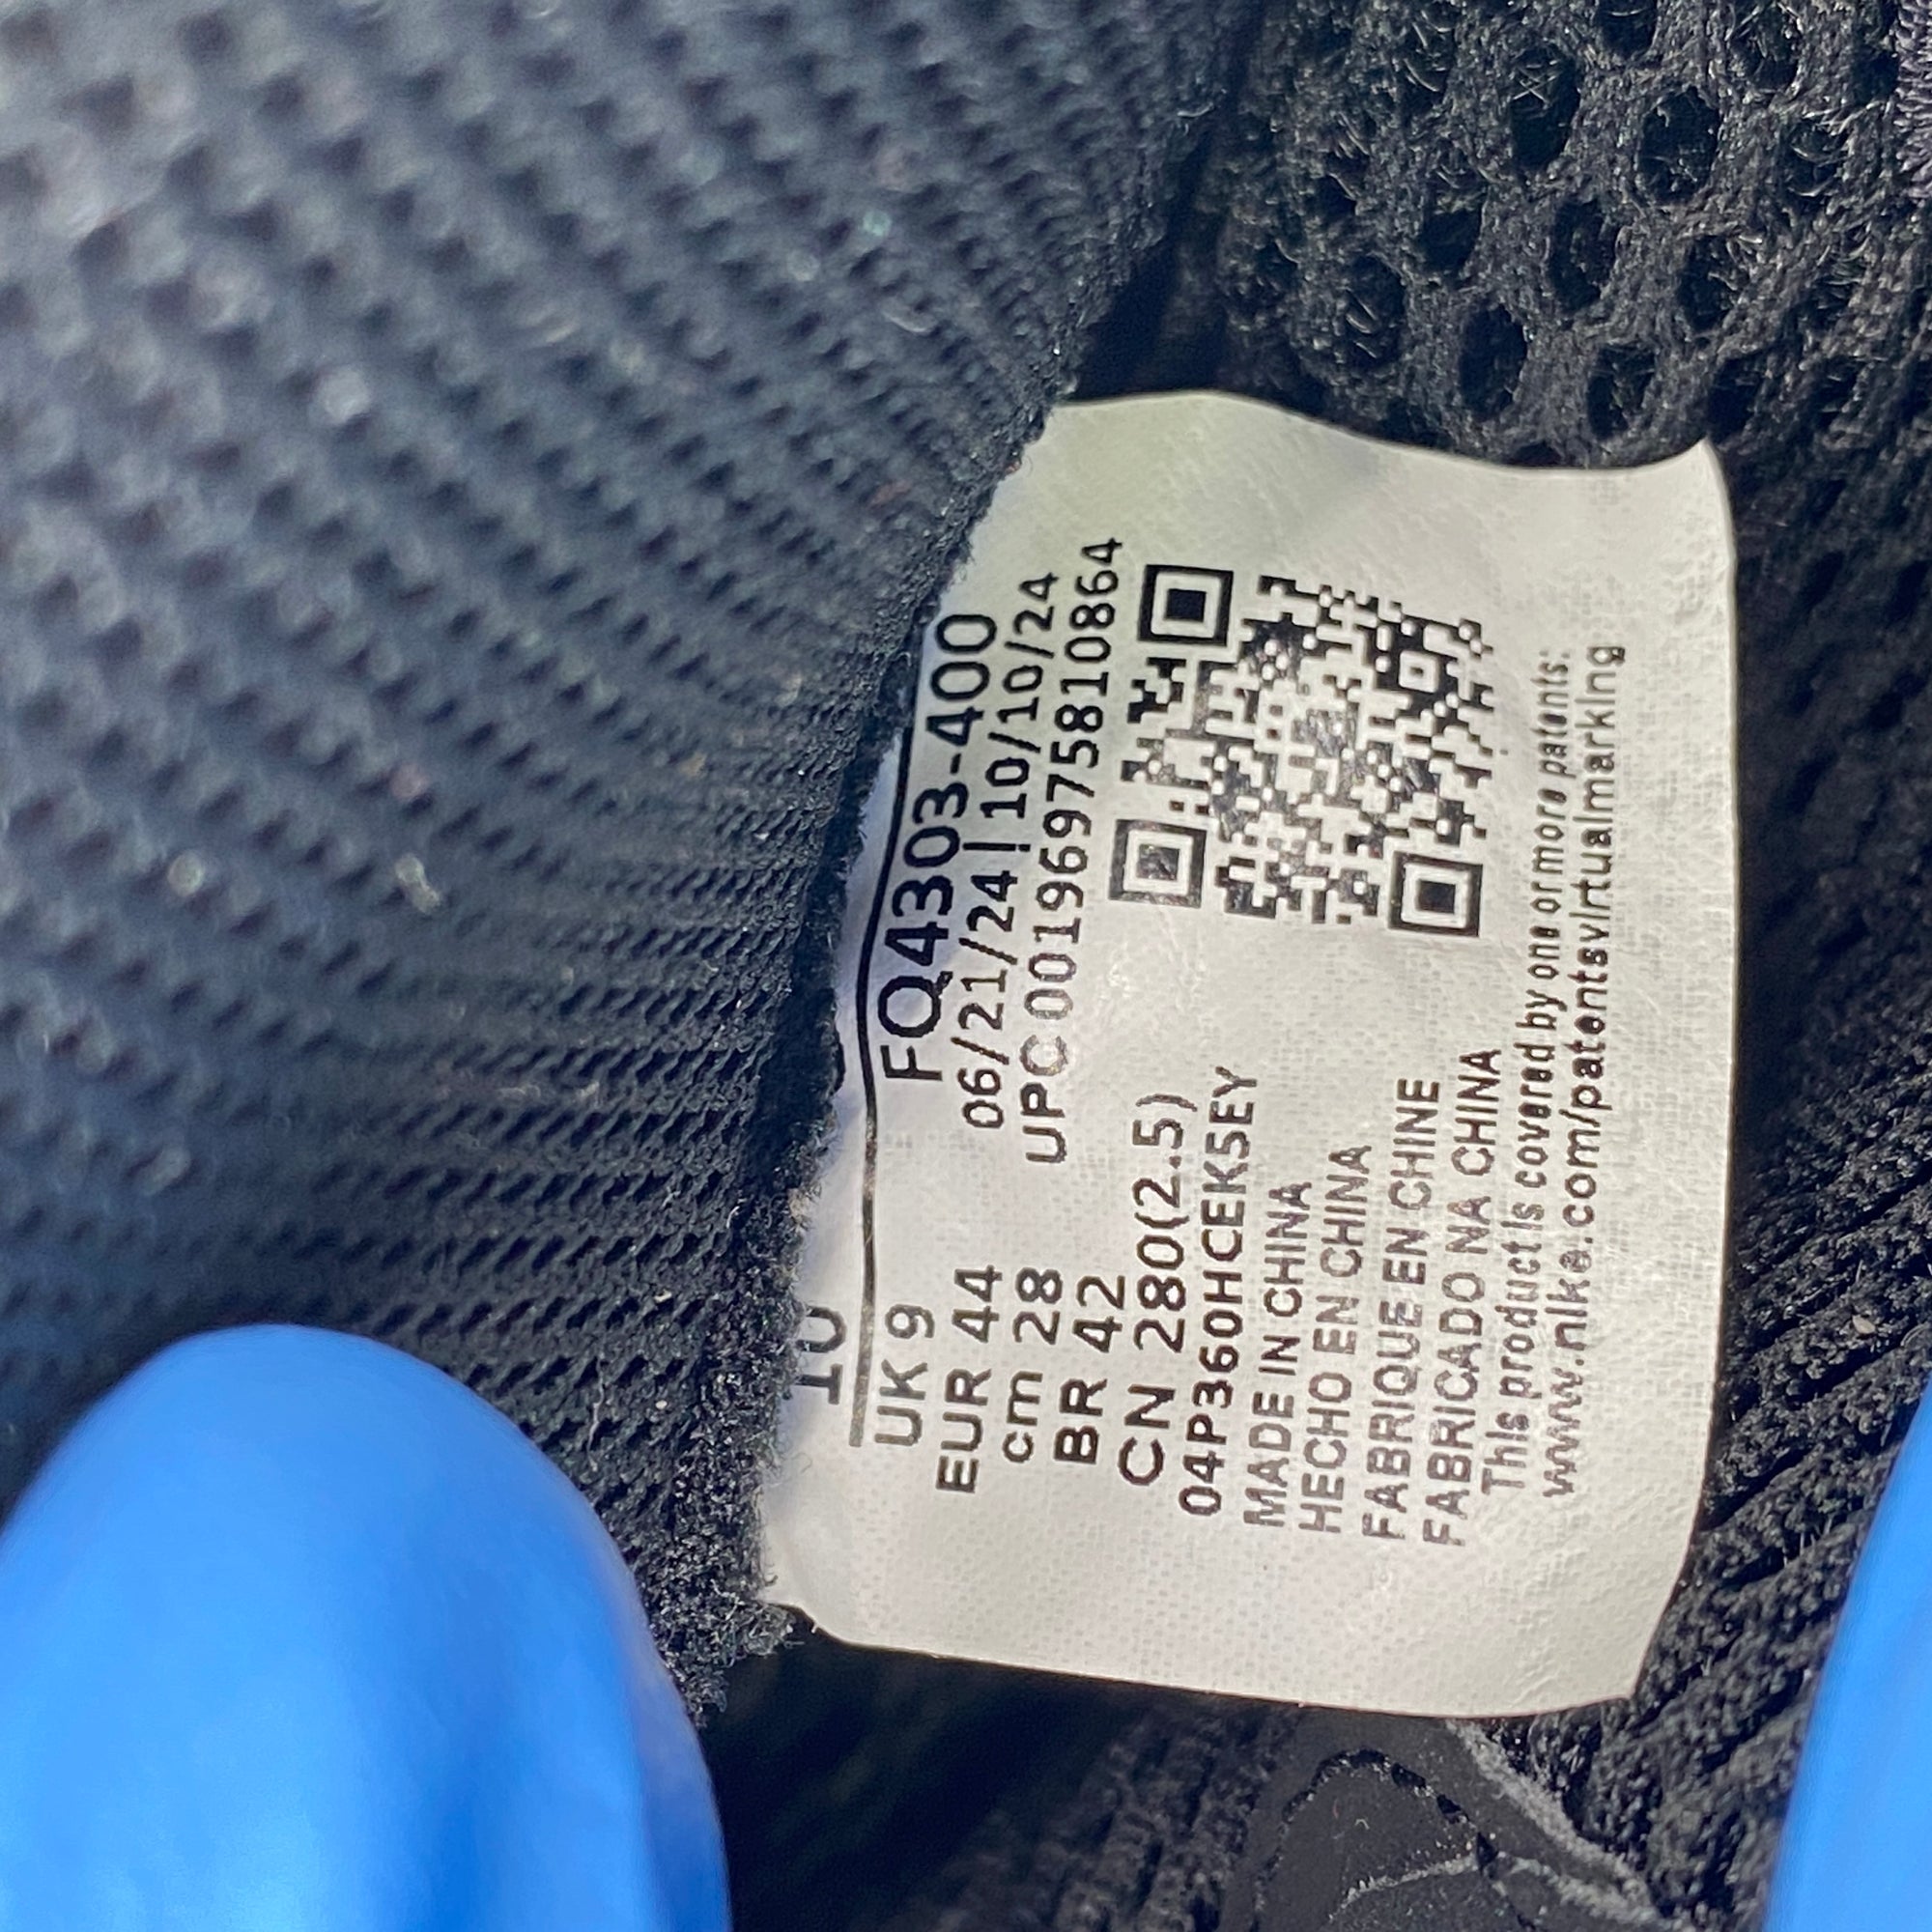 10
UK 9
EUR 44
cm 28
BR 42
CN 280(2.5)
04P360HCEK5EY
MADE IN CHINA
HECHO EN CHINA
FABRIQUE EN CHINE
FABRICADO NA CHINA
FQ4303-400
06/21/24|10/10/24
UPC 00196975810864
This product is covered by one or more patents:
www.nike.com/patentsvirtualmarking